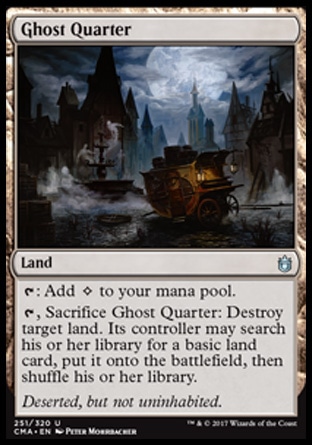 Ghost Quarter
Land
: Add ◇ to your mana pool.
, Sacrifice Ghost Quarter: Destroy
target land. Its controller may search
his or her library for a basic land
card, put it onto the battlefield, then
shuffle his or her library.
Deserted, but not uninhabited.
251/320 U
CMA • EN Peter Mohrbacher
™ & © 2017 Wizards of the Coast